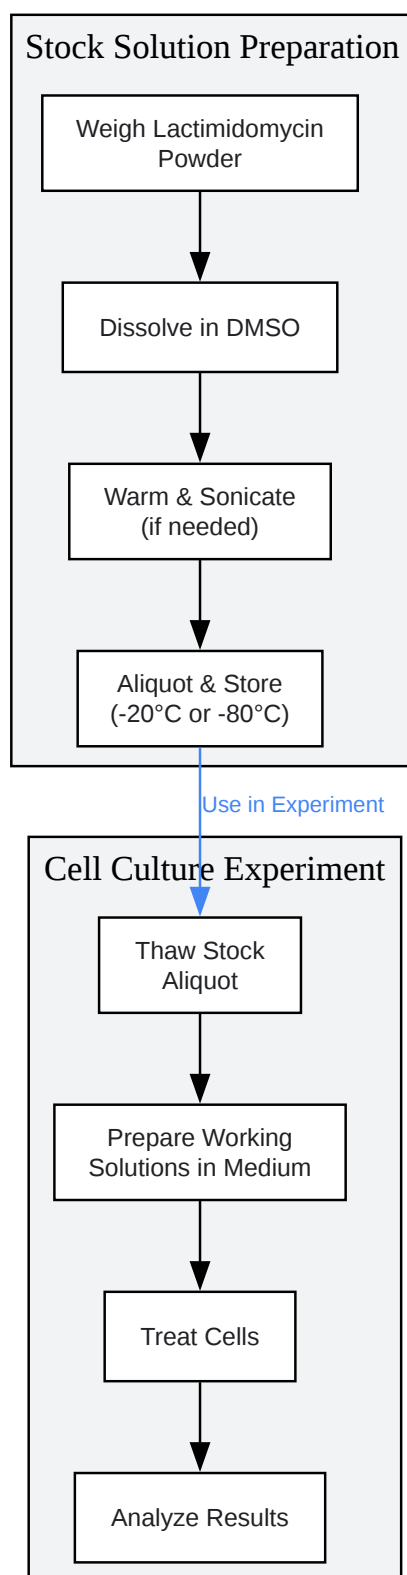 Stock Solution Preparation
Weigh Lactimidomycin
Powder
Dissolve in DMSO
Warm & Sonicate
(if needed)
Aliquot & Store
(-20°C or -80°C)
Use in Experiment
Cell Culture Experiment
Thaw Stock
Aliquot
Prepare Working
Solutions in Medium
Treat Cells
Analyze Results